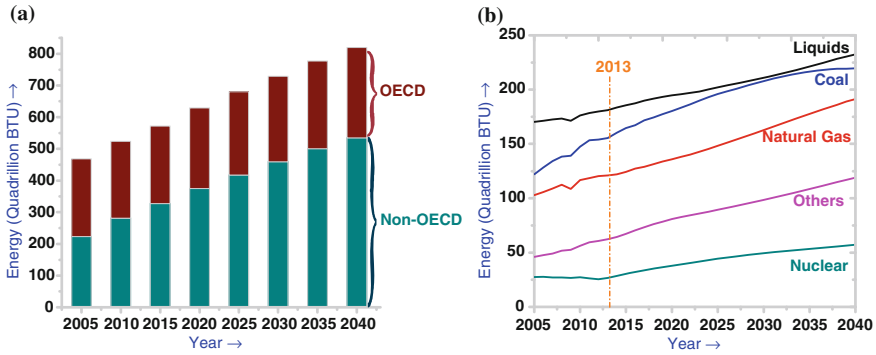 (a)
Energy (Quadrillion BTU) →
800
700
600
500
400
300
200
100
0
OECD
Non-OECD
2005 2010 2015 2020 2025 2030 2035 2040
Year →
(b)
Energy (Quadrillion BTU) →
250
200
150
100
50
0
2013
Liquids
Coal
Natural Gas
Others
Nuclear
2005 2010 2015 2020 2025 2030 2035 2040
Year →